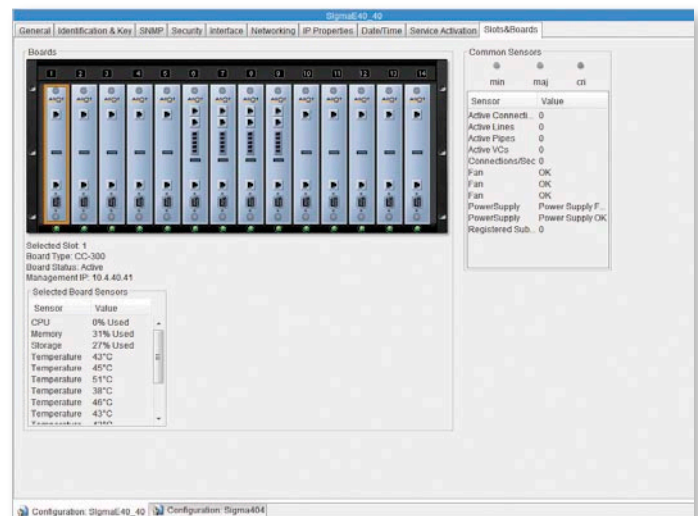 SigmaE40_40
General Identification & Key SNMP Security Interface Networking IP Properties Date/Time Service Activation Slots&Boards
Boards
1 2 3 4 5 6 7 8 9 10 11 12 13 14
Selected Slot: 1
Board Type: CC-300
Board Status: Active
Management IP: 10.4.40.41
Selected Board Sensors
Sensor Value
CPU 0% Used
Memory 31% Used
Storage 27% Used
Temperature 43°C
Temperature 45°C
Temperature 51°C
Temperature 38°C
Temperature 46°C
Temperature 43°C
Common Sensors
min maj cri
Sensor Value
Active Connecti... 0
Active Lines 0
Active Pipes 0
Active VCs 0
Connections/Sec 0
Fan OK
Fan OK
Fan OK
PowerSupply Power Supply F...
PowerSupply Power Supply OK
Registered Sub... 0
Configuration: SigmaE40_40 Configuration: Sigma404